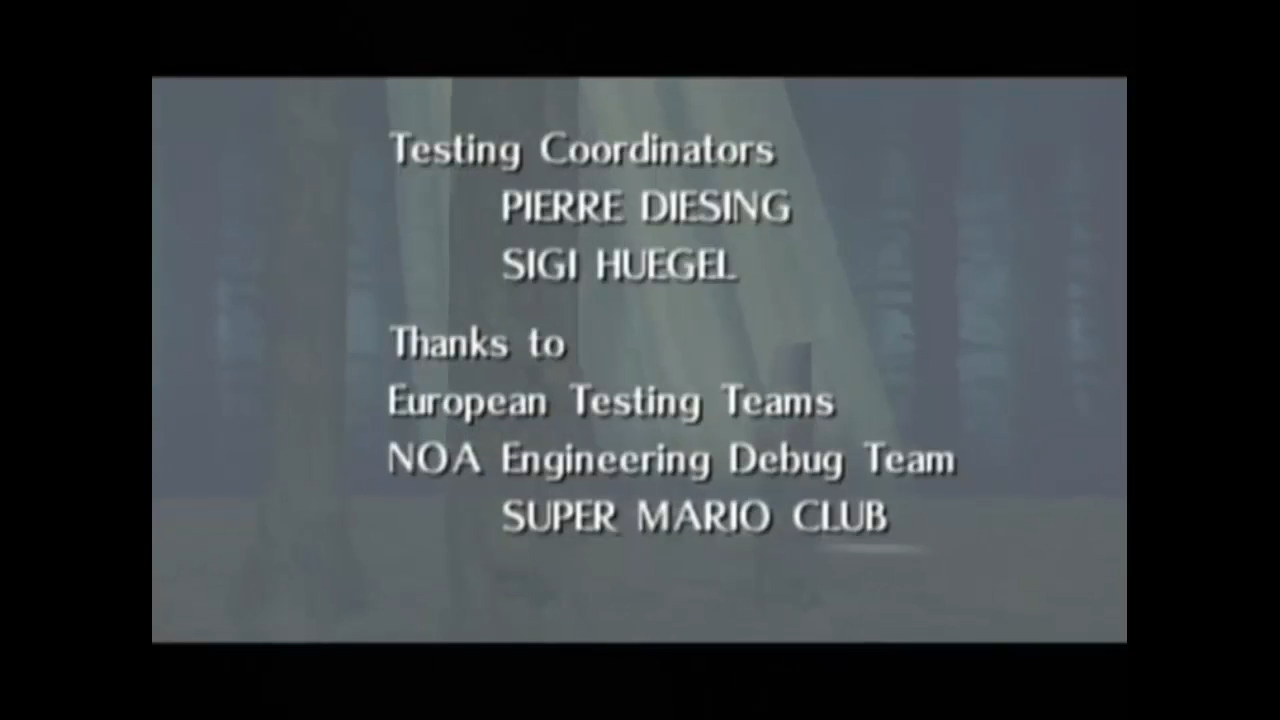 Testing Coordinators
PIERRE DIESING
SIGI HUEGEL
Thanks to
European Testing Teams
NOA Engineering Debug Team
SUPER MARIO CLUB